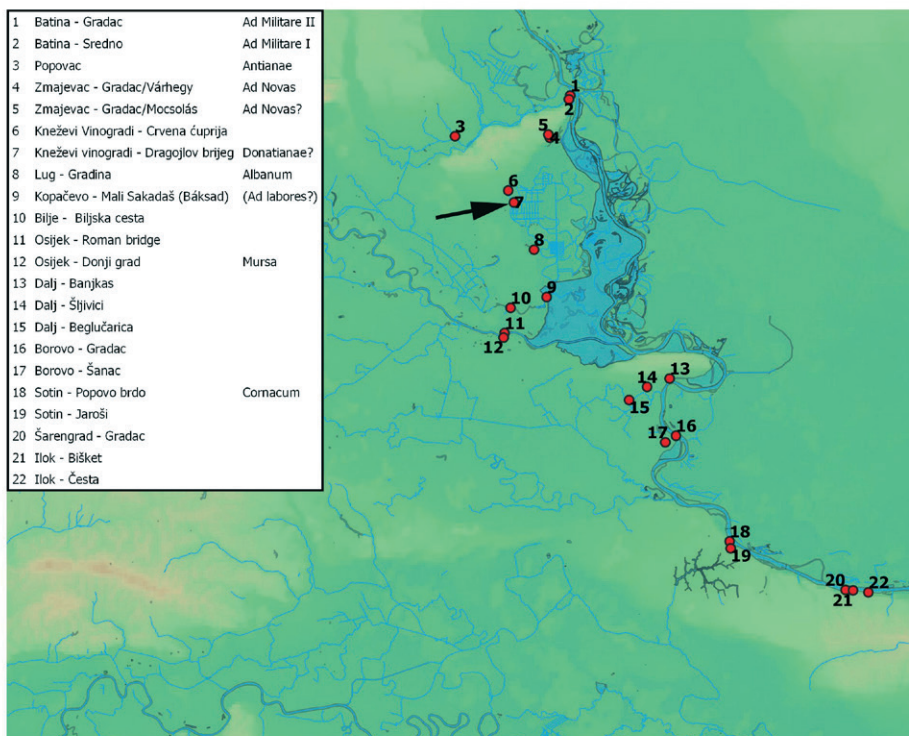 1 Batina - Gradac Ad Militare II
2 Batina - Sredno Ad Militare I
3 Popovac Antianae
4 Zmajevac - Gradac/Várhegy Ad Novas
5 Zmajevac - Gradac/Mocsolás Ad Novas?
6 Kneževi Vinogradi - Crvena ćuprija
7 Kneževi vinogradi - Dragojlov brijeg Donatianae?
8 Lug - Gradina Albanum
9 Kopačevo - Mali Sakadaš (Báksad) (Ad labores?)
10 Bilje - Biljska cesta
11 Osijek - Roman bridge
12 Osijek - Donji grad Mursa
13 Dalj - Banjkas
14 Dalj - Šljivici
15 Dalj - Beglučarica
16 Borovo - Gradac
17 Borovo - Šanac
18 Sotin - Popovo brdo Cornacum
19 Sotin - Jaroši
20 Šarengrad - Gradac
21 Ilok - Bišket
22 Ilok - Česta
1
2
3
5
4
6
7
8
9
10
11
12
13
14
15
16
17
18
19
20
22
21